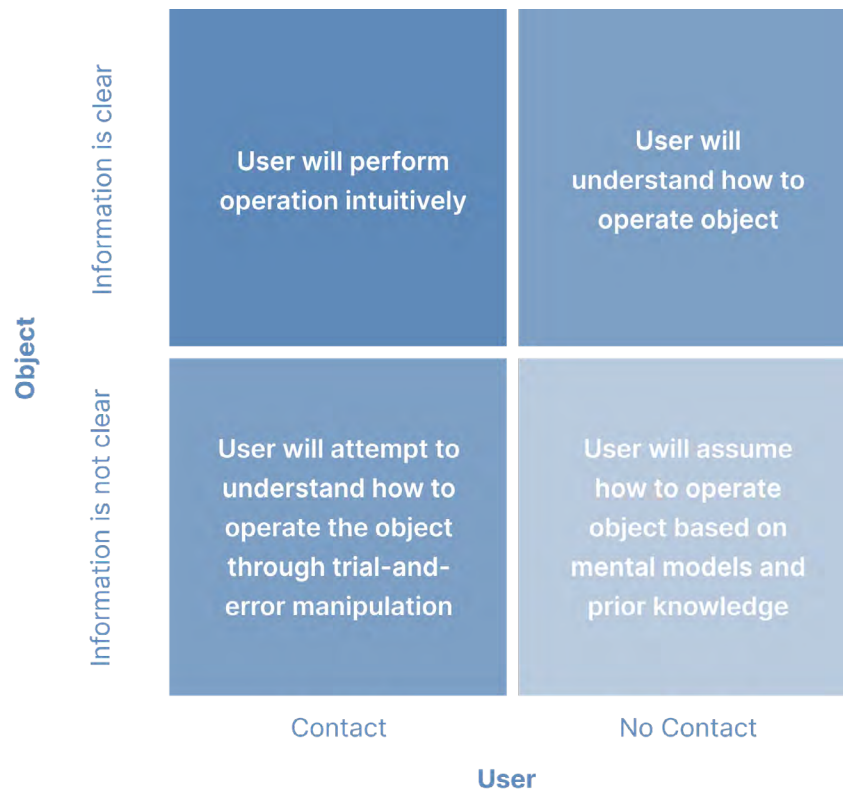 Object
Information is clear
User will perform
operation intuitively
User will
understand how to
operate object
Information is not clear
User will attempt to
understand how to
operate the object
through trial-and-
error manipulation
User will assume
how to operate
object based on
mental models and
prior knowledge
Contact
No Contact
User